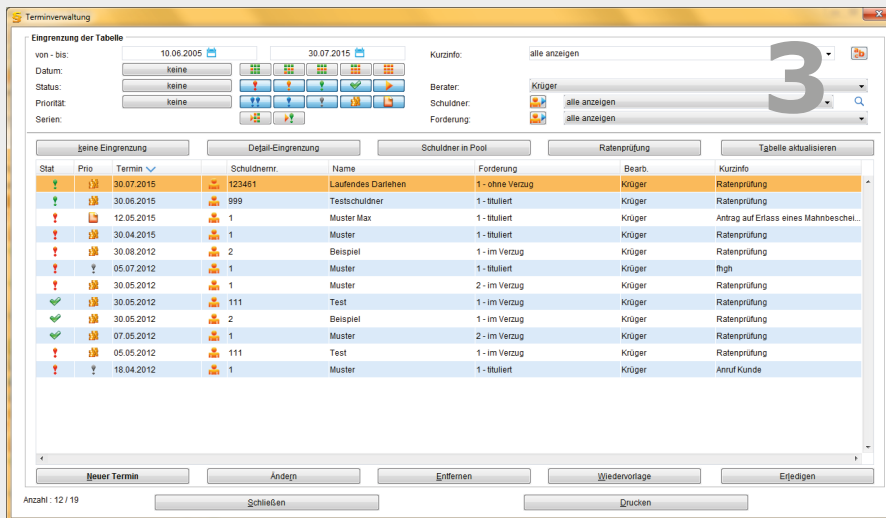 Terminverwaltung
Eingrenzung der Tabelle
von - bis: 10.06.2005 30.07.2015 Kurzinfo: alle anzeigen
Datum: keine
Status: keine Berater: Krüger
Priorität: keine Schuldner: alle anzeigen
Serien: Forderung: alle anzeigen
3
keine Eingrenzung Detail-Eingrenzung Schuldner in Pool Ratenprüfung Tabelle aktualisieren
Stat Prio Termin Schuldnernr. Name Forderung Bearb. Kurzinfo
30.07.2015 123461 Laufendes Darlehen 1 - ohne Verzug Krüger Ratenprüfung
30.06.2015 999 Testschuldner 1 - tituliert Krüger Ratenprüfung
12.05.2015 1 Muster Max 1 - tituliert Krüger Antrag auf Erlass eines Mahnbeschei...
30.04.2015 1 Muster 1 - tituliert Krüger Ratenprüfung
30.08.2012 2 Beispiel 1 - im Verzug Krüger Ratenprüfung
05.07.2012 1 Muster 1 - tituliert Krüger fhgh
30.05.2012 1 Muster 2 - im Verzug Krüger Ratenprüfung
30.05.2012 111 Test 1 - im Verzug Krüger Ratenprüfung
30.05.2012 2 Beispiel 1 - im Verzug Krüger Ratenprüfung
07.05.2012 1 Muster 2 - im Verzug Krüger Ratenprüfung
05.05.2012 111 Test 1 - im Verzug Krüger Ratenprüfung
18.04.2012 1 Muster 1 - tituliert Krüger Anruf Kunde
Neuer Termin Ändern Entfernen Wiedervorlage Erledigen
Anzahl : 12 / 19 Schließen Drucken